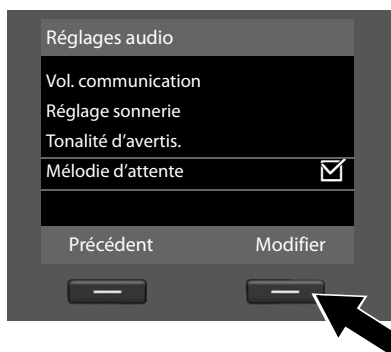 Réglages audio
Vol. communication
Réglage sonnerie
Tonalité d’avertis.
Mélodie d’attente
Précédent Modifier